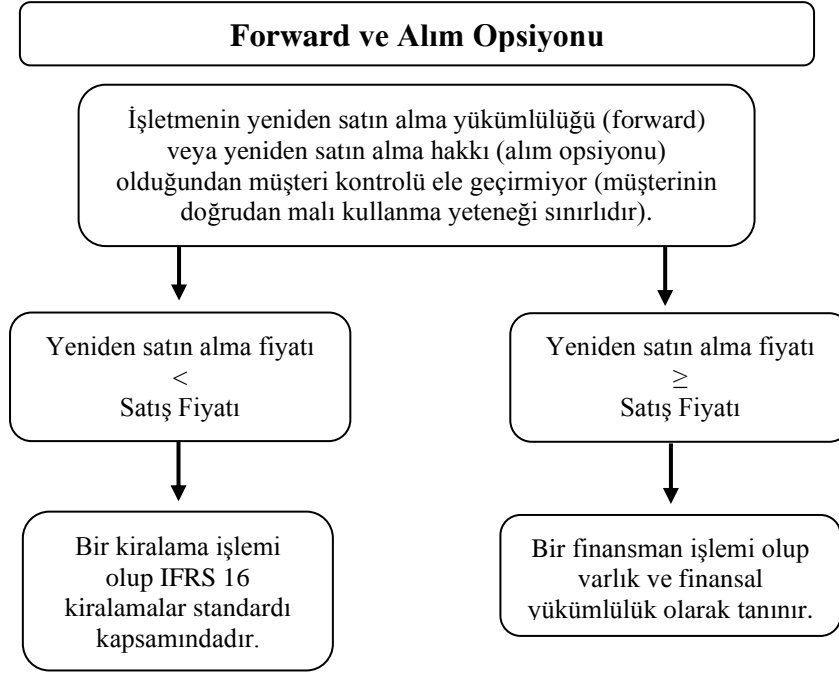 Forward ve Alım Opsiyonu
İşletmenin yeniden satın alma yükümlülüğü (forward)
veya yeniden satın alma hakkı (alım opsiyonu)
olduğundan müşteri kontrolü ele geçirmiyor (müşterinin
doğrudan malı kullanma yeteneği sınırlıdır).
Yeniden satın alma fiyatı
<
Satış Fiyatı
Yeniden satın alma fiyatı
≥
Satış Fiyatı
Bir kiralama işlemi
olup IFRS 16
kiralamalar standardı
kapsamındadır.
Bir finansman işlemi olup
varlık ve finansal
yükümlülük olarak tanınır.